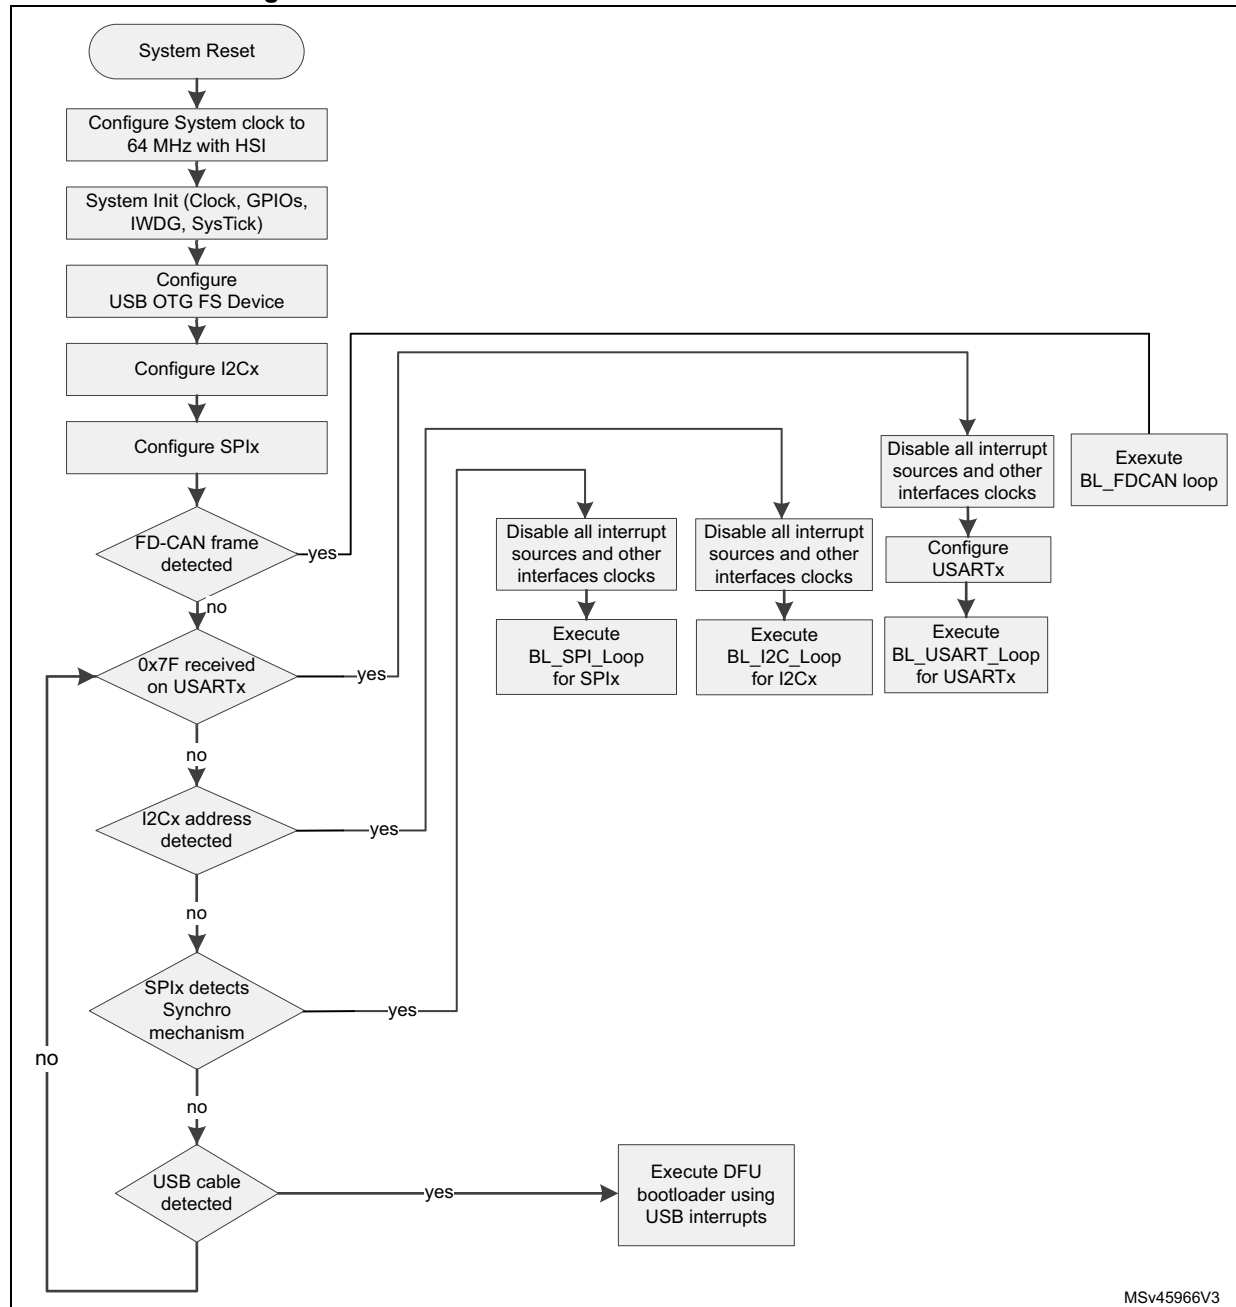 System Reset
Configure System clock to
64 MHz with HSI
System Init (Clock, GPIOs,
IWDG, SysTick)
Configure
USB OTG FS Device
Configure I2Cx
Configure SPIx
FD-CAN frame
detected
yes
no
0x7F received
on USARTx
yes
no
I2Cx address
detected
yes
no
SPIx detects
Synchro
mechanism
yes
no
USB cable
detected
yes
no
Disable all interrupt
sources and other
interfaces clocks
Execute
BL_SPI_Loop
for SPIx
Disable all interrupt
sources and other
interfaces clocks
Execute
BL_I2C_Loop
for I2Cx
Disable all interrupt
sources and other
interfaces clocks
Configure
USARTx
Execute
BL_USART_Loop
for USARTx
Exexute
BL_FDCAN loop
Execute DFU
bootloader using
USB interrupts
MSv45966V3